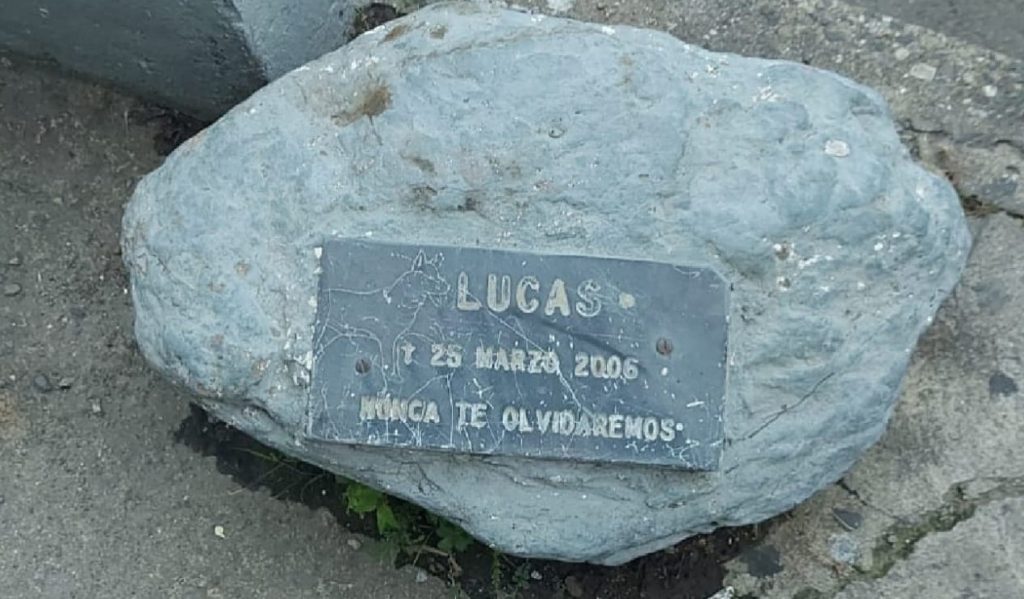 LUCAS
† 25 MARZO 2006
NUNCA TE OLVIDAREMOS